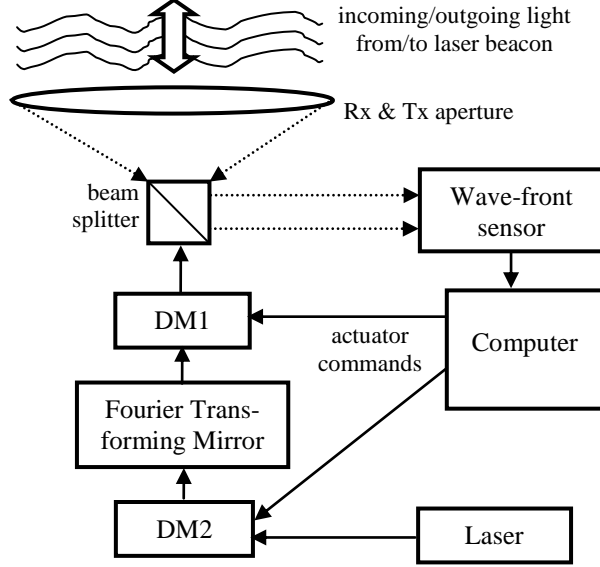 incoming/outgoing light
from/to laser beacon
Rx & Tx aperture
beam
splitter
Wave-front
sensor
DM1
actuator
commands
Computer
Fourier Trans-
forming Mirror
DM2
Laser